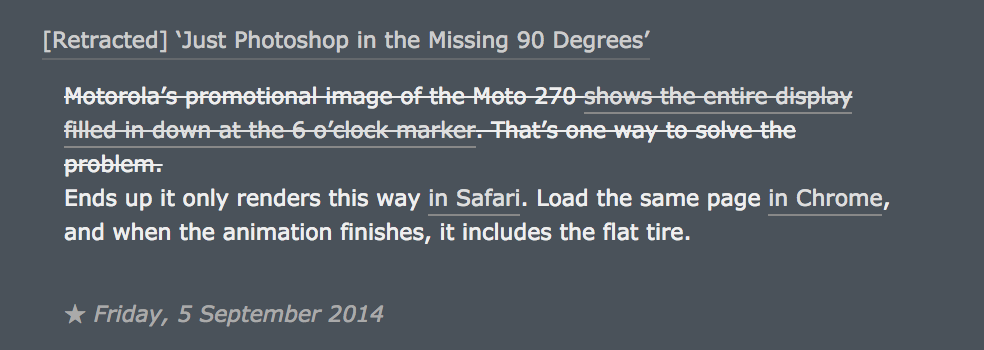 [Retracted] ‘Just Photoshop in the Missing 90 Degrees’
Motorola’s promotional image of the Moto 270 shows the entire display
filled in down at the 6 o’clock marker. That’s one way to solve the
problem.
Ends up it only renders this way in Safari. Load the same page in Chrome,
and when the animation finishes, it includes the flat tire.
★ Friday, 5 September 2014